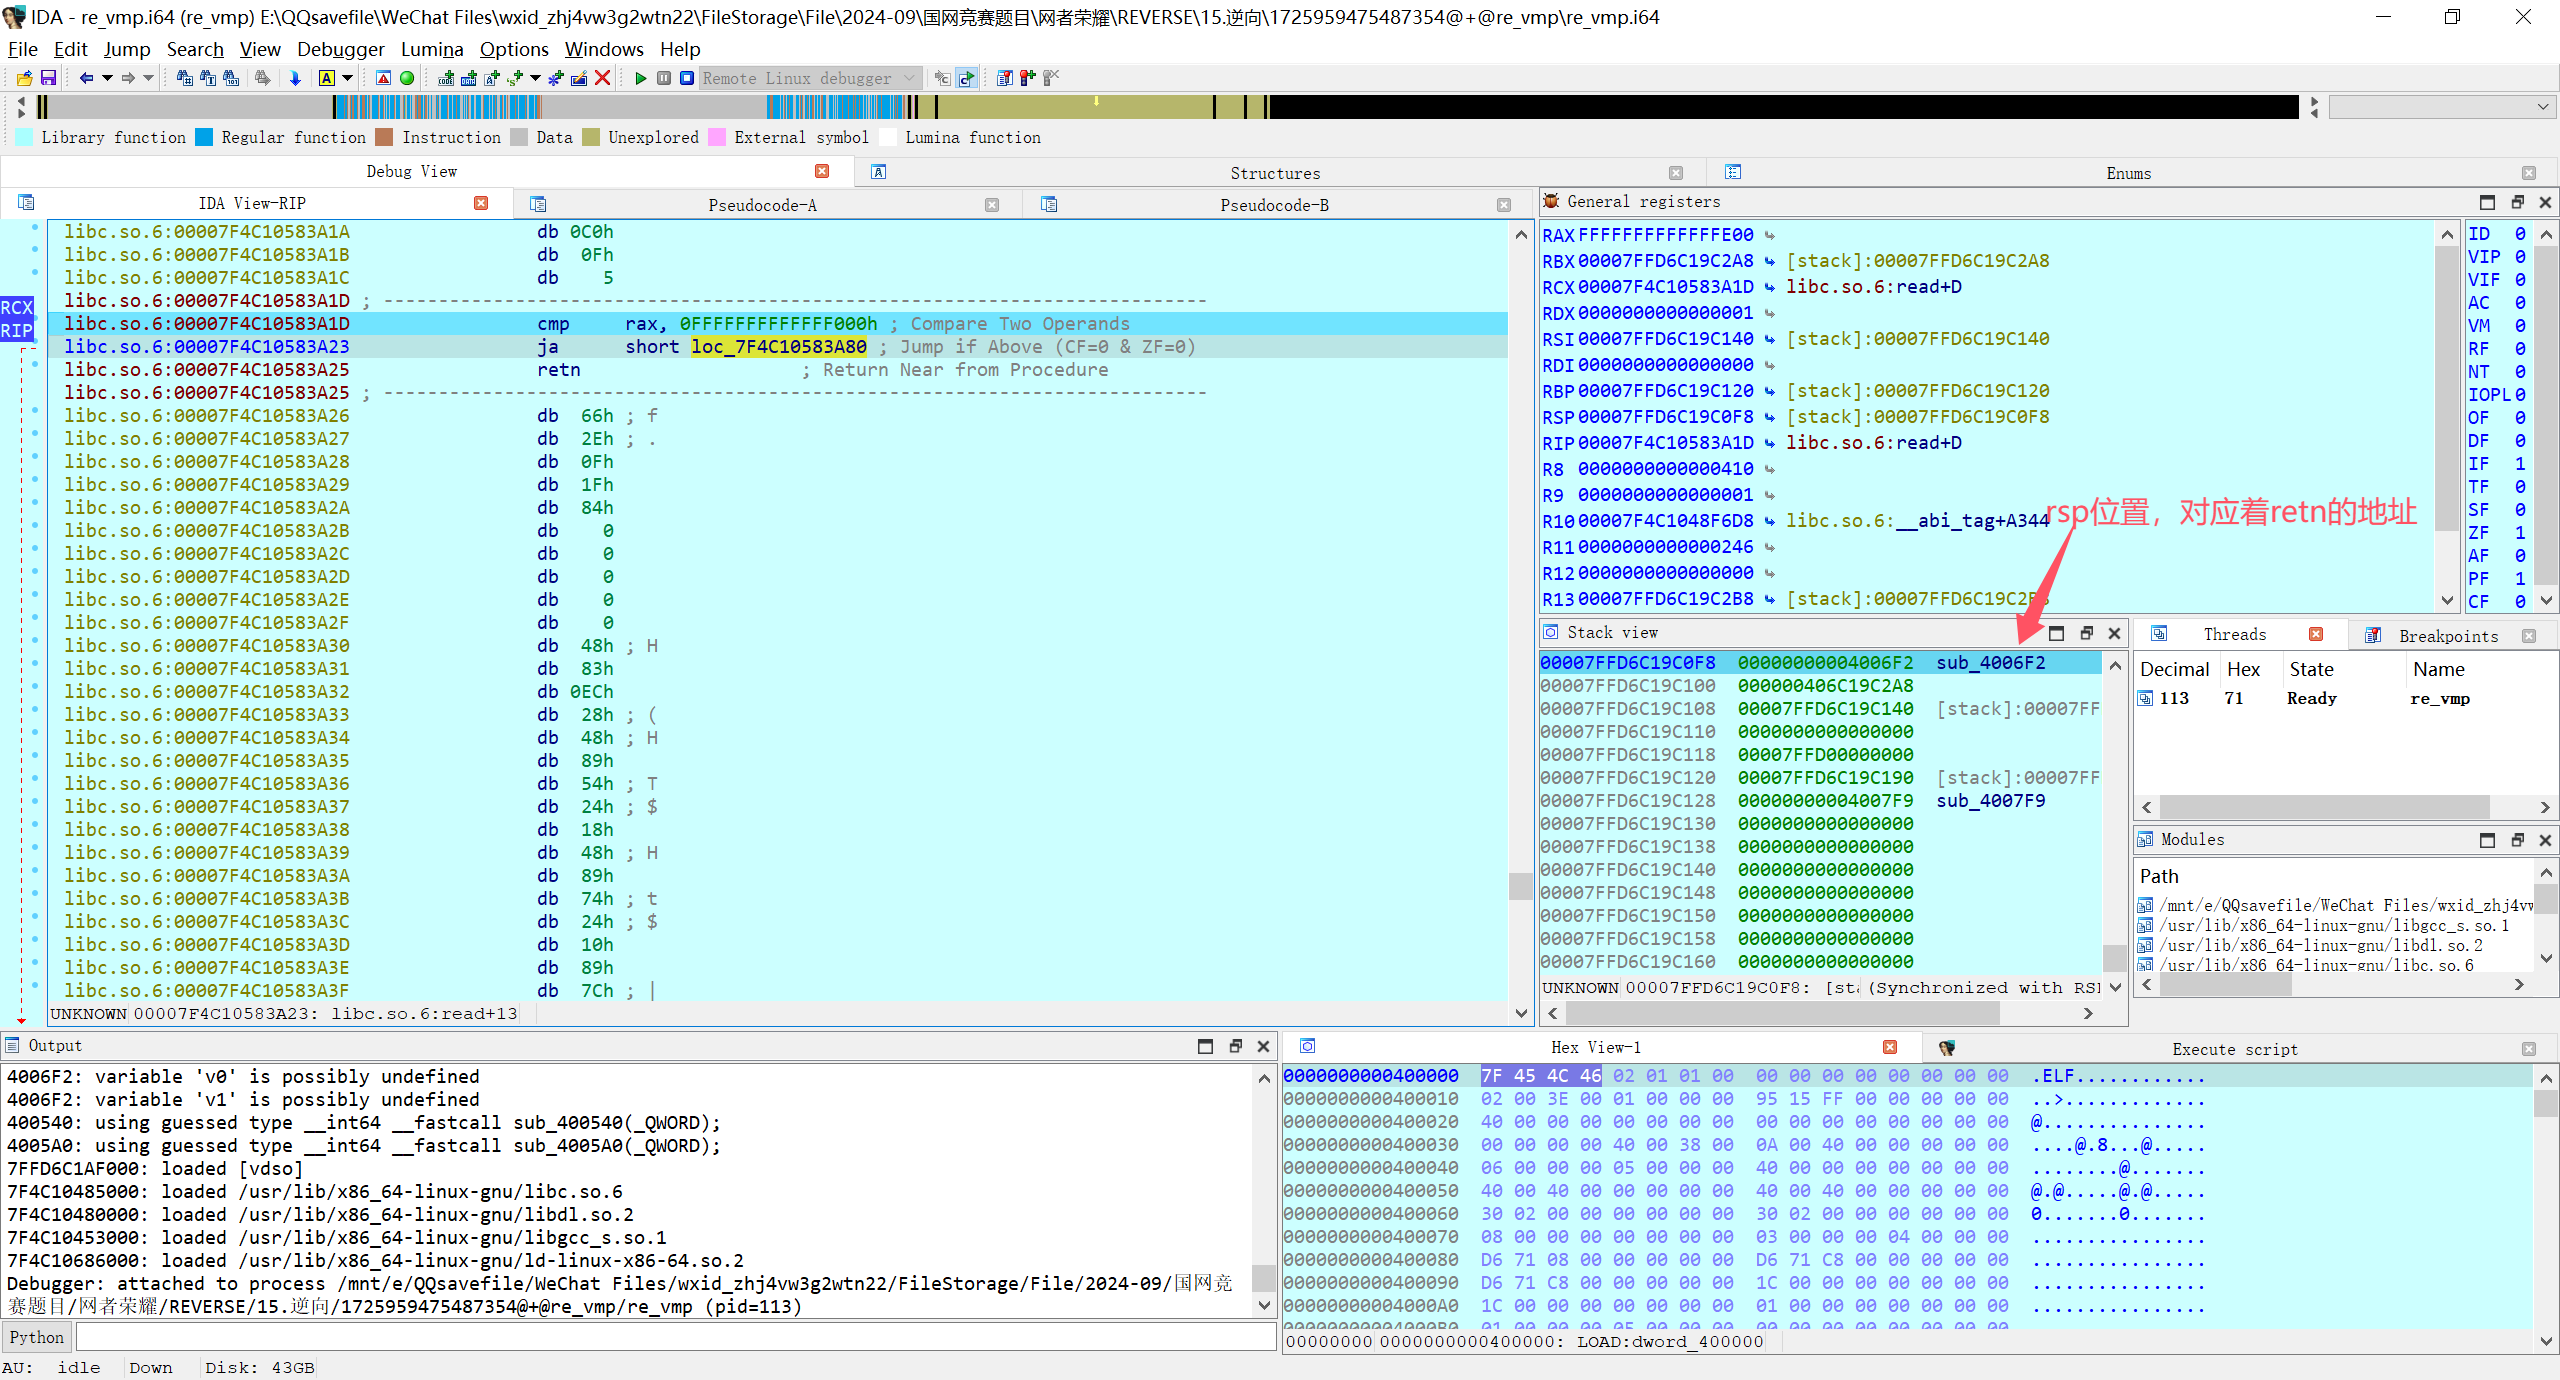 IDA - re_vmp.i64 (re_vmp) E:\QQsavefile\WeChat Files\wxid_zhj4vw3g2wtn22\FileStorage\File\2024-09\国网竞赛题目\网者荣耀\REVERSE\15.逆向\1725959475487354@+@re_vmp\re_vmp.i64
File Edit Jump Search View Debugger Lumina Options Windows Help
Remote Linux debugger
Library function Regular function Instruction Data Unexplored External symbol Lumina function
Debug View Structures Enums
IDA View-RIP Pseudocode-A Pseudocode-B
libc.so.6:00007F4C10583A1A db 0C0h
libc.so.6:00007F4C10583A1B db 0Fh
libc.so.6:00007F4C10583A1C db 5
libc.so.6:00007F4C10583A1D ; ---------------------------------------------------------------------------
RCX
RIP
libc.so.6:00007F4C10583A1D cmp rax, 0FFFFFFFFFFFFF000h ; Compare Two Operands
libc.so.6:00007F4C10583A23 ja short loc_7F4C10583A80 ; Jump if Above (CF=0 & ZF=0)
libc.so.6:00007F4C10583A25 retn ; Return Near from Procedure
libc.so.6:00007F4C10583A25 ; ---------------------------------------------------------------------------
libc.so.6:00007F4C10583A26 db 66h ; f
libc.so.6:00007F4C10583A27 db 2Eh ; .
libc.so.6:00007F4C10583A28 db 0Fh
libc.so.6:00007F4C10583A29 db 1Fh
libc.so.6:00007F4C10583A2A db 84h
libc.so.6:00007F4C10583A2B db 0
libc.so.6:00007F4C10583A2C db 0
libc.so.6:00007F4C10583A2D db 0
libc.so.6:00007F4C10583A2E db 0
libc.so.6:00007F4C10583A2F db 0
libc.so.6:00007F4C10583A30 db 48h ; H
libc.so.6:00007F4C10583A31 db 83h
libc.so.6:00007F4C10583A32 db 0ECh
libc.so.6:00007F4C10583A33 db 28h ; (
libc.so.6:00007F4C10583A34 db 48h ; H
libc.so.6:00007F4C10583A35 db 89h
libc.so.6:00007F4C10583A36 db 54h ; T
libc.so.6:00007F4C10583A37 db 24h ; $
libc.so.6:00007F4C10583A38 db 18h
libc.so.6:00007F4C10583A39 db 48h ; H
libc.so.6:00007F4C10583A3A db 89h
libc.so.6:00007F4C10583A3B db 74h ; t
libc.so.6:00007F4C10583A3C db 24h ; $
libc.so.6:00007F4C10583A3D db 10h
libc.so.6:00007F4C10583A3E db 89h
libc.so.6:00007F4C10583A3F db 7Ch ; |
UNKNOWN 00007F4C10583A23: libc.so.6:read+13
General registers
RAX FFFFFFFFFFFFFE00
RBX 00007FFD6C19C2A8 [stack]:00007FFD6C19C2A8
RCX 00007F4C10583A1D libc.so.6:read+D
RDX 0000000000000001
RSI 00007FFD6C19C140 [stack]:00007FFD6C19C140
RDI 0000000000000000
RBP 00007FFD6C19C120 [stack]:00007FFD6C19C120
RSP 00007FFD6C19C0F8 [stack]:00007FFD6C19C0F8
RIP 00007F4C10583A1D libc.so.6:read+D
R8 0000000000000410
R9 0000000000000001
R10 00007F4C1048F6D8 libc.so.6:__abi_tag+A344
R11 0000000000000246
R12 0000000000000000
R13 00007FFD6C19C2B8 [stack]:00007FFD6C19C2B8
rsp位置，对应着retn的地址
ID 0
VIP 0
VIF 0
AC 0
VM 0
RF 0
NT 0
IOPL 0
OF 0
DF 0
IF 1
TF 0
SF 0
ZF 1
AF 0
PF 1
CF 0
Stack view
00007FFD6C19C0F8 00000000004006F2 sub_4006F2
00007FFD6C19C100 000000406C19C2A8
00007FFD6C19C108 00007FFD6C19C140 [stack]:00007FF
00007FFD6C19C110 0000000000000000
00007FFD6C19C118 00007FFD00000000
00007FFD6C19C120 00007FFD6C19C190 [stack]:00007FF
00007FFD6C19C128 00000000004007F9 sub_4007F9
00007FFD6C19C130 0000000000000000
00007FFD6C19C138 0000000000000000
00007FFD6C19C140 0000000000000000
00007FFD6C19C148 0000000000000000
00007FFD6C19C150 0000000000000000
00007FFD6C19C158 0000000000000000
00007FFD6C19C160 0000000000000000
UNKNOWN 00007FFD6C19C0F8: [sta (Synchronized with RSP
Threads Breakpoints
Decimal Hex State Name
113 71 Ready re_vmp
Modules
Path
/mnt/e/QQsavefile/WeChat Files/wxid_zhj4vw
/usr/lib/x86_64-linux-gnu/libgcc_s.so.1
/usr/lib/x86_64-linux-gnu/libdl.so.2
/usr/lib/x86_64-linux-gnu/libc.so.6
Output
4006F2: variable 'v0' is possibly undefined
4006F2: variable 'v1' is possibly undefined
400540: using guessed type __int64 __fastcall sub_400540(_QWORD);
4005A0: using guessed type __int64 __fastcall sub_4005A0(_QWORD);
7FFD6C1AF000: loaded [vdso]
7F4C10485000: loaded /usr/lib/x86_64-linux-gnu/libc.so.6
7F4C10480000: loaded /usr/lib/x86_64-linux-gnu/libdl.so.2
7F4C10453000: loaded /usr/lib/x86_64-linux-gnu/libgcc_s.so.1
7F4C10686000: loaded /usr/lib/x86_64-linux-gnu/ld-linux-x86-64.so.2
Debugger: attached to process /mnt/e/QQsavefile/WeChat Files/wxid_zhj4vw3g2wtn22/FileStorage/File/2024-09/国网竞
赛题目/网者荣耀/REVERSE/15.逆向/1725959475487354@+@re_vmp/re_vmp (pid=113)
Python
Hex View-1 Execute script
0000000000400000 7F 45 4C 46 02 01 01 00 00 00 00 00 00 00 00 00 .ELF............
0000000000400010 02 00 3E 00 01 00 00 00 95 15 FF 00 00 00 00 00 ..>.............
0000000000400020 40 00 00 00 00 00 00 00 00 00 00 00 00 00 00 00 @...............
0000000000400030 00 00 00 00 40 00 38 00 0A 00 40 00 00 00 00 00 ....@.8...@.....
0000000000400040 06 00 00 00 05 00 00 00 40 00 00 00 00 00 00 00 ........@.......
0000000000400050 40 00 40 00 00 00 00 00 40 00 40 00 00 00 00 00 @.@.....@.@.....
0000000000400060 30 02 00 00 00 00 00 00 30 02 00 00 00 00 00 00 0.......0.......
0000000000400070 08 00 00 00 00 00 00 00 03 00 00 00 04 00 00 00 ................
0000000000400080 D6 71 08 00 00 00 00 00 D6 71 C8 00 00 00 00 00 ................
0000000000400090 D6 71 C8 00 00 00 00 00 1C 00 00 00 00 00 00 00 ................
00000000004000A0 1C 00 00 00 00 00 00 00 01 00 00 00 00 00 00 00 ................
00000000004000B0 01 00 00 00 05 00 00 00 00 00 00 00 00 00 00 00
00000000 0000000000400000: LOAD:dword_400000
AU: idle Down Disk: 43GB